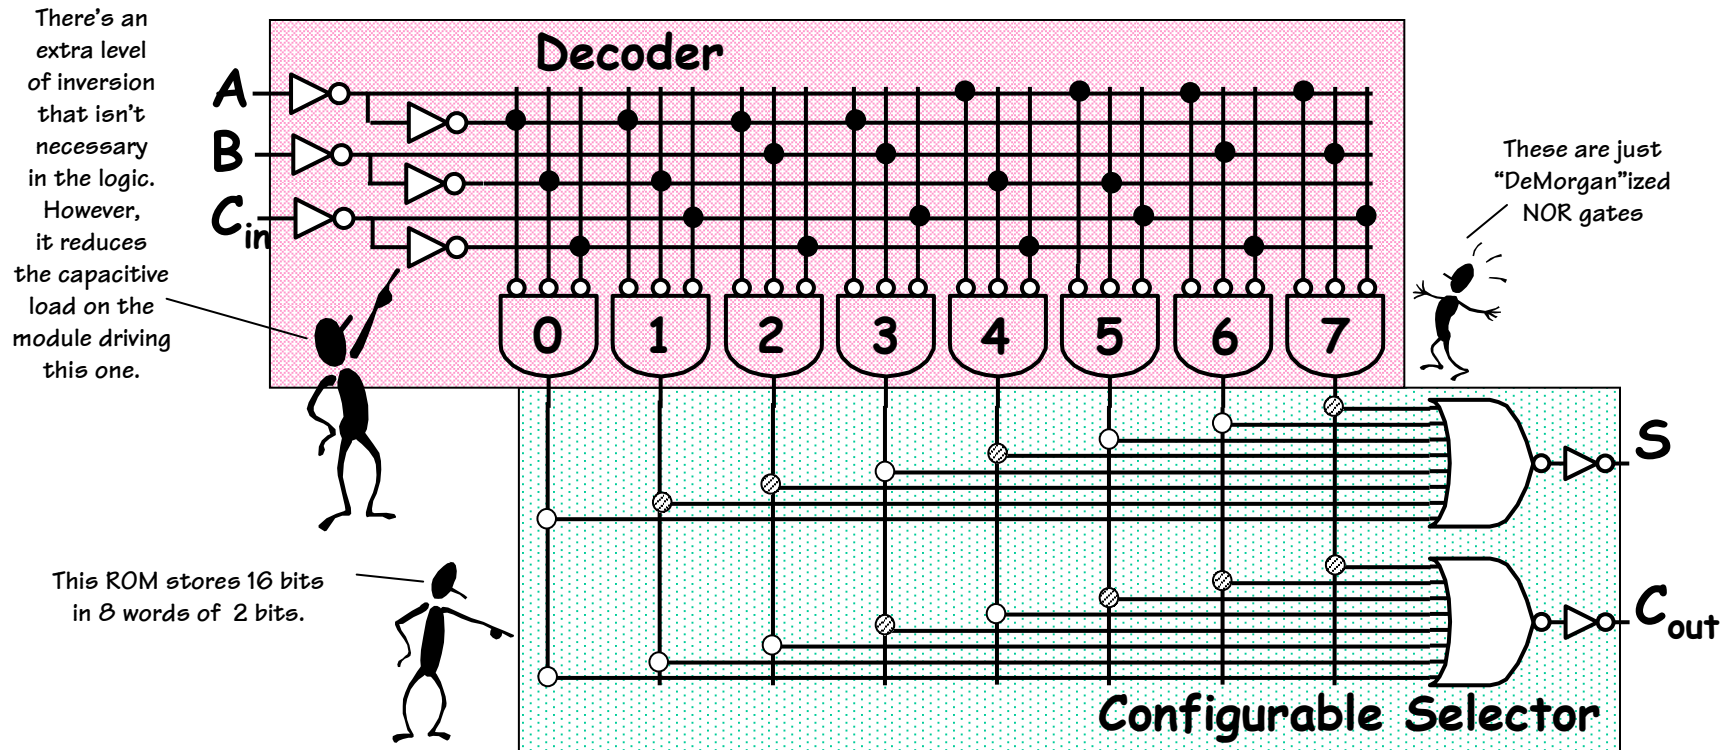 There's an
extra level
of inversion
that isn't
necessary
in the logic.
However,
it reduces
the capacitive
load on the
module driving
this one.
Decoder
A
B
Cin
0 1 2 3 4 5 6 7
These are just
“DeMorgan”ized
NOR gates
S
Cout
This ROM stores 16 bits
in 8 words of 2 bits.
Configurable Selector